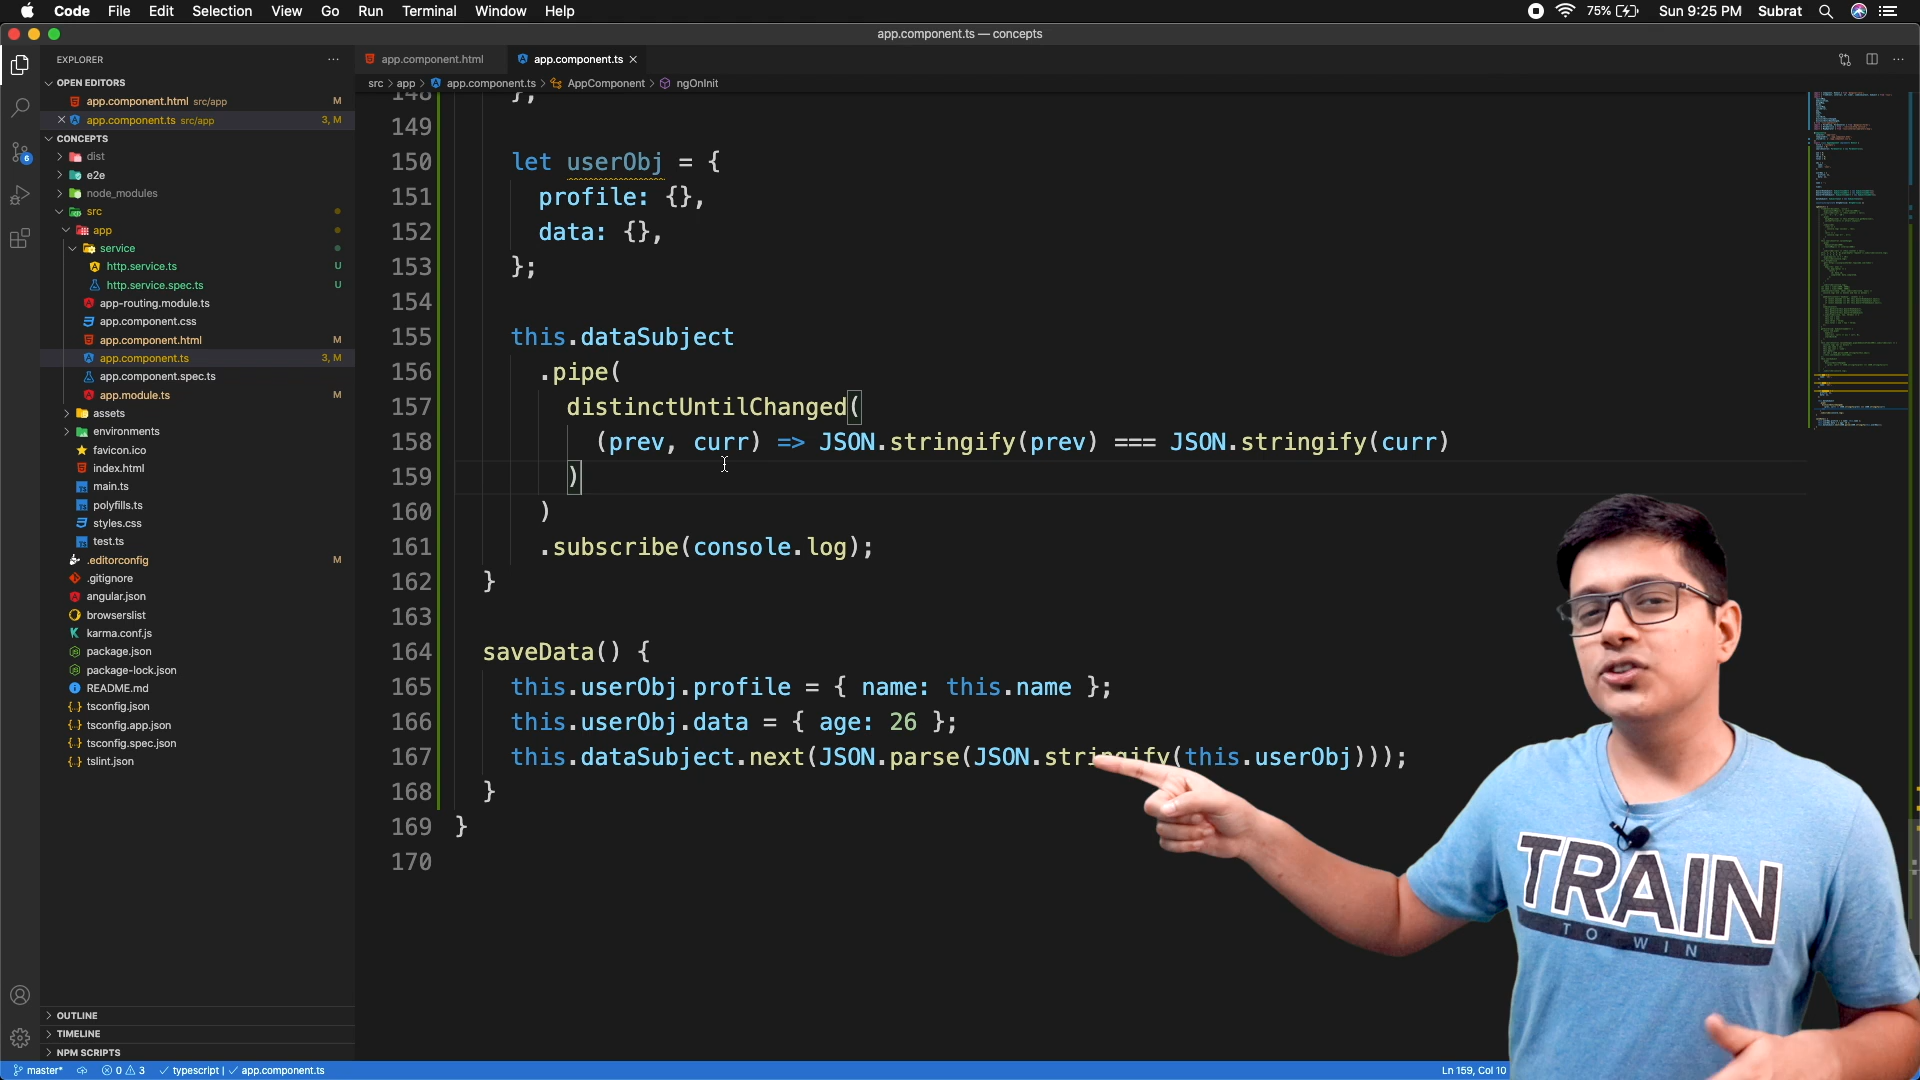 Code File Edit Selection View Go Run Terminal Window Help
75% Sun 9:25 PM Subrat
app.component.ts — concepts
EXPLORER
app.component.html
app.component.ts
src > app > app.component.ts > AppComponent > ngOnInit
OPEN EDITORS
app.component.html src/app M
app.component.ts src/app 3, M
CONCEPTS
dist
e2e
node_modules
src
app
service
http.service.ts U
http.service.spec.ts U
app-routing.module.ts
app.component.css
app.component.html M
app.component.ts 3, M
app.component.spec.ts
app.module.ts M
assets
environments
favicon.ico
index.html
main.ts
polyfills.ts
styles.css
test.ts
.editorconfig M
.gitignore
angular.json
browserslist
karma.conf.js
package.json
package-lock.json
README.md
tsconfig.json
tsconfig.app.json
tsconfig.spec.json
tslint.json
OUTLINE
TIMELINE
NPM SCRIPTS
6
148 };
149
150 let userObj = {
151 profile: {},
152 data: {},
153 };
154
155 this.dataSubject
156 .pipe(
157 distinctUntilChanged(
158 (prev, curr) => JSON.stringify(prev) === JSON.stringify(curr)
159 )
160 )
161 .subscribe(console.log);
162 }
163
164 saveData() {
165 this.userObj.profile = { name: this.name };
166 this.userObj.data = { age: 26 };
167 this.dataSubject.next(JSON.parse(JSON.stringify(this.userObj)));
168 }
169 }
170
TRAIN
TO WIN
master* 0 3 typescript | app.component.ts
Ln 159, Col 10